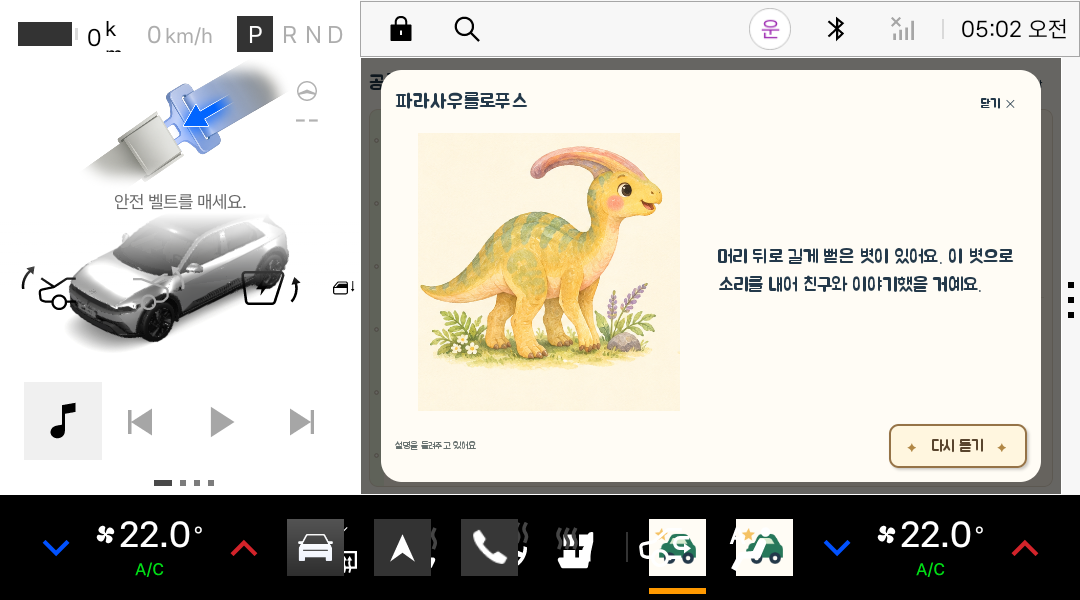 0 k
0 km/h
P R N D
운
05:02 오전
안전 벨트를 매세요.
파라사우롤로푸스
닫기 ×
머리 뒤로 길게 뻗은 볏이 있어요. 이 볏으로
소리를 내어 친구와 이야기했을 거예요.
설명을 들려주고 있어요
다시 듣기
22.0°
A/C
22.0°
A/C